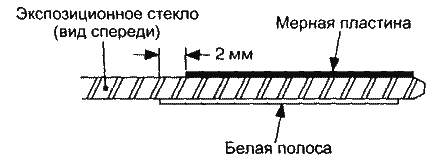 Экспозиционное стекло
(вид спереди)
Мерная пластина
2 мм
Белая полоса